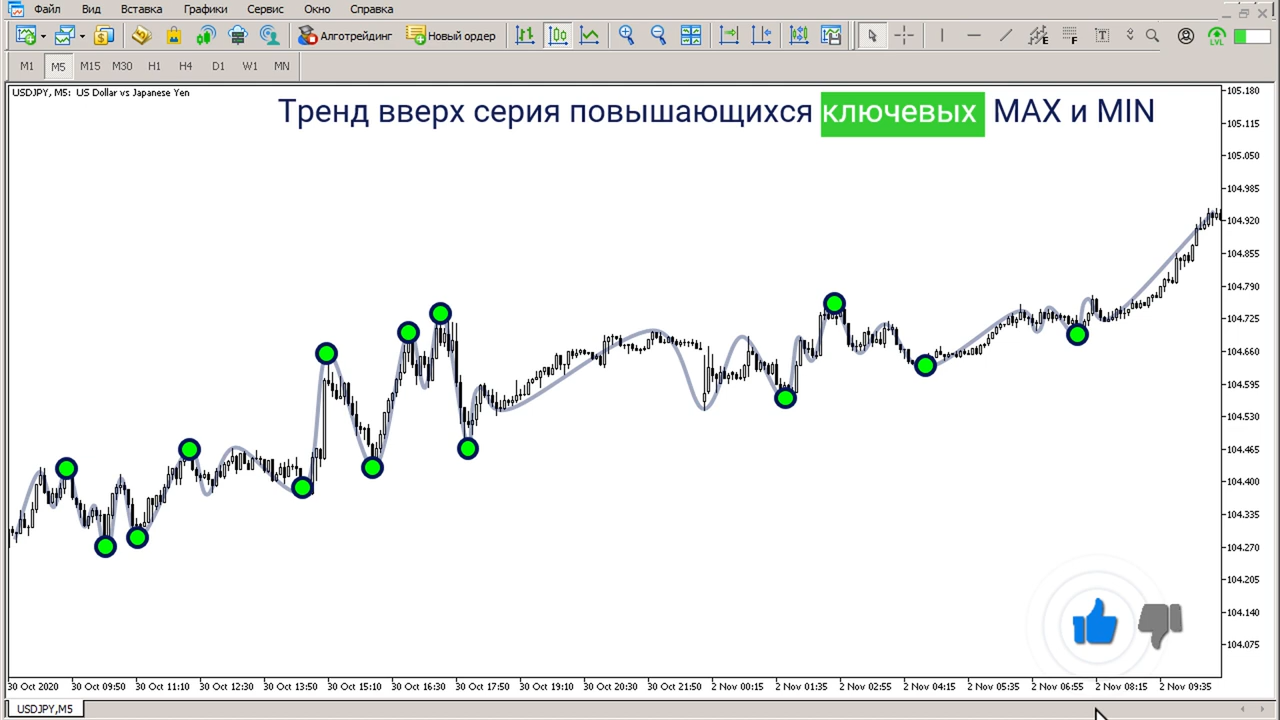 Файл Вид Вставка Графики Сервис Окно Справка
Алготрейдинг Новый ордер E F T LVL
M1 M5 M15 M30 H1 H4 D1 W1 MN
USDJPY, M5: US Dollar vs Japanese Yen
Тренд вверх серия повышающихся ключевых MAX и MIN
105.180
105.115
105.050
104.985
104.920
104.855
104.790
104.725
104.660
104.595
104.530
104.465
104.400
104.335
104.270
104.205
104.140
104.075
30 Oct 2020 30 Oct 09:50 30 Oct 11:10 30 Oct 12:30 30 Oct 13:50 30 Oct 15:10 30 Oct 16:30 30 Oct 17:50 30 Oct 19:10 30 Oct 20:30 30 Oct 21:50 2 Nov 00:15 2 Nov 01:35 2 Nov 02:55 2 Nov 04:15 2 Nov 05:35 2 Nov 06:55 2 Nov 08:15 2 Nov 09:35
USDJPY,M5